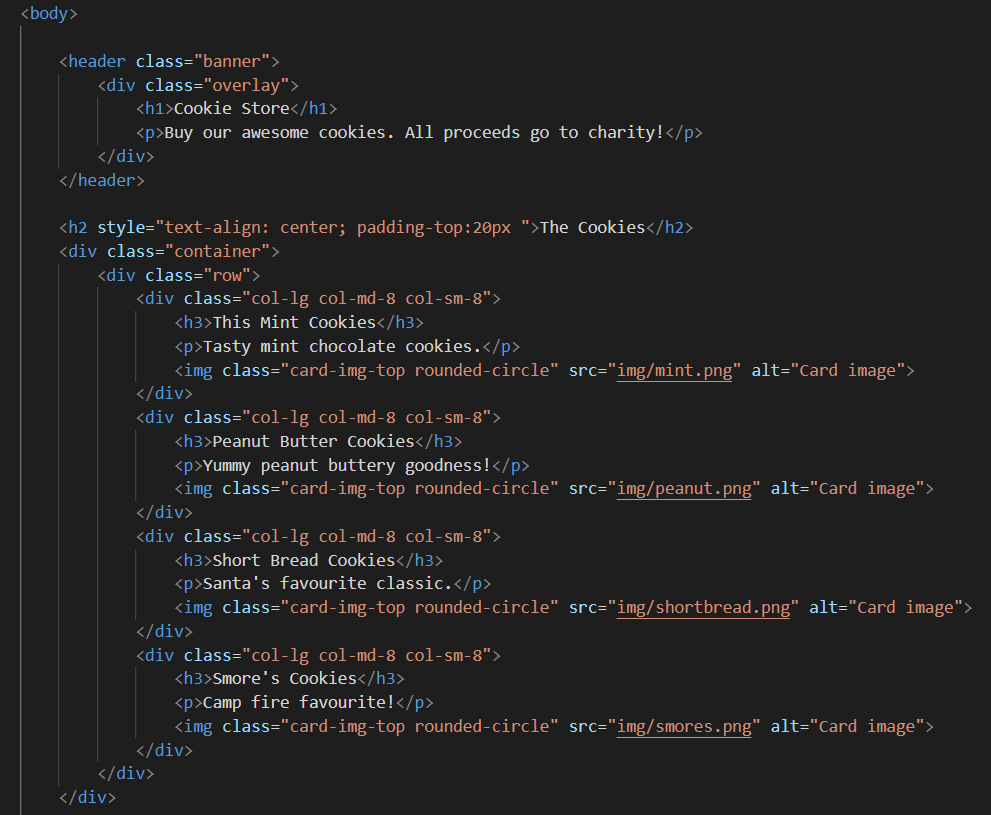 <body>
<header class="banner">
<div class="overlay">
<h1>Cookie Store</h1>
<p>Buy our awesome cookies. All proceeds go to charity!</p>
</div>
</header>
<h2 style="text-align: center; padding-top:20px ">The Cookies</h2>
<div class="container">
<div class="row">
<div class="col-lg col-md-8 col-sm-8">
<h3>This Mint Cookies</h3>
<p>Tasty mint chocolate cookies.</p>
<img class="card-img-top rounded-circle" src="img/mint.png" alt="Card image">
</div>
<div class="col-lg col-md-8 col-sm-8">
<h3>Peanut Butter Cookies</h3>
<p>Yummy peanut buttery goodness!</p>
<img class="card-img-top rounded-circle" src="img/peanut.png" alt="Card image">
</div>
<div class="col-lg col-md-8 col-sm-8">
<h3>Short Bread Cookies</h3>
<p>Santa's favourite classic.</p>
<img class="card-img-top rounded-circle" src="img/shortbread.png" alt="Card image">
</div>
<div class="col-lg col-md-8 col-sm-8">
<h3>Smore's Cookies</h3>
<p>Camp fire favourite!</p>
<img class="card-img-top rounded-circle" src="img/smores.png" alt="Card image">
</div>
</div>
</div>